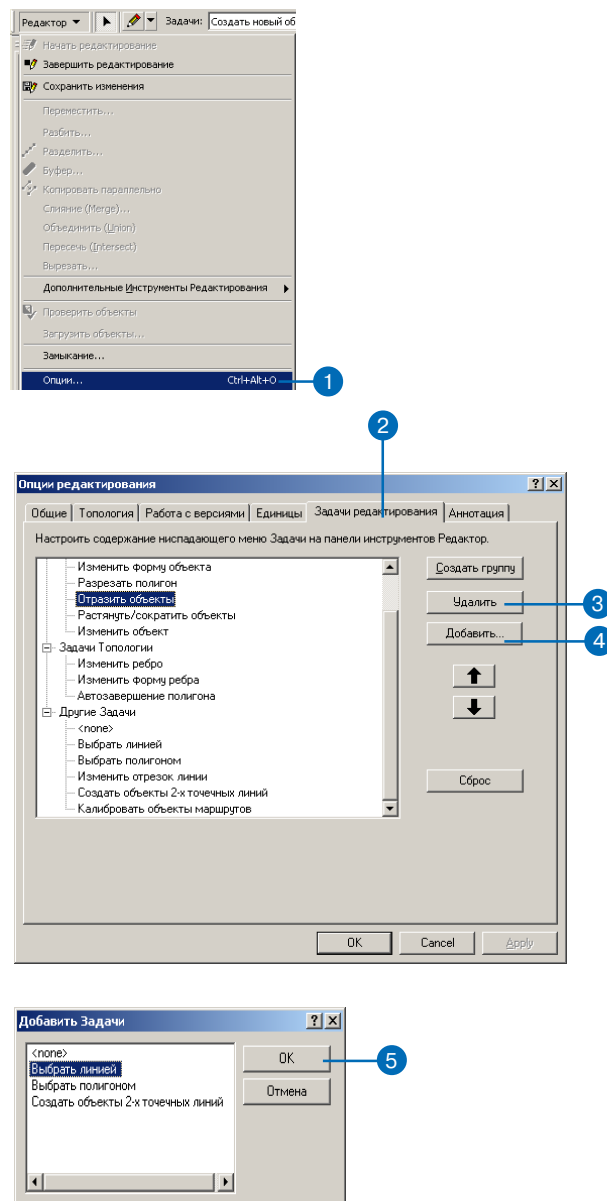 Редактор Задачи: Создать новый об
Начать редактирование
Завершить редактирование
Сохранить изменения
Переместить...
Разбить...
Разделить...
Буфер...
Копировать параллельно
Слияние (Merge)...
Объединить (Union)
Пересечь (Intersect)
Вырезать...
Дополнительные Инструменты Редактирования
Проверить объекты
Загрузить объекты...
Замыкание...
Опции... Ctrl+Alt+O
1
2
Опции редактирования
Общие Топология Работа с версиями Единицы Задачи редактирования Аннотация
Настроить содержание ниспадающего меню Задачи на панели инструментов Редактор.
Изменить форму объекта
Разрезать полигон
Отразить объекты
Растянуть/сократить объекты
Изменить объект
Задачи Топологии
Изменить ребро
Изменить форму ребра
Автозавершение полигона
Другие Задачи
<none>
Выбрать линией
Выбрать полигоном
Изменить отрезок линии
Создать объекты 2-х точечных линий
Калибровать объекты маршрутов
Создать группу
Удалить
3
Добавить...
4
Сброс
OK Cancel Apply
Добавить Задачи
<none>
Выбрать линией
Выбрать полигоном
Создать объекты 2-х точечных линий
OK
5
Отмена